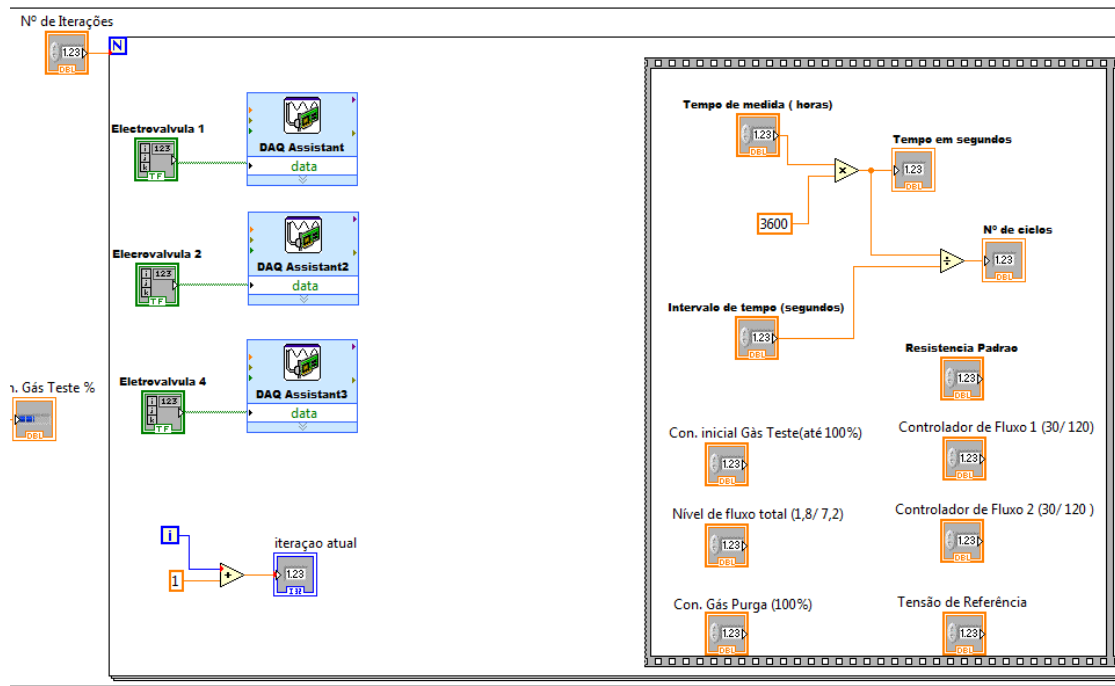 Nº de Iterações
1.23
DBL
N
Electrovalvula 1
123
i
j
k
TF
DAQ Assistant
data
Elecrovalvula 2
123
i
j
k
TF
DAQ Assistant2
data
n. Gás Teste %
DBL
Eletrovalvula 4
123
i
j
k
TF
DAQ Assistant3
data
i
1
+
iteraçao atual
1.23
I32
Tempo de medida ( horas)
1.23
DBL
×
3600
Tempo em segundos
1.23
DBL
÷
Nº de ciclos
1.23
DBL
Intervalo de tempo (segundos)
1.23
DBL
Resistencia Padrao
1.23
DBL
Con. inicial Gàs Teste(até 100%)
1.23
DBL
Controlador de Fluxo 1 (30/ 120)
1.23
DBL
Nível de fluxo total (1,8/ 7,2)
1.23
DBL
Controlador de Fluxo 2 (30/ 120 )
1.23
DBL
Con. Gás Purga (100%)
1.23
DBL
Tensão de Referência
1.23
DBL